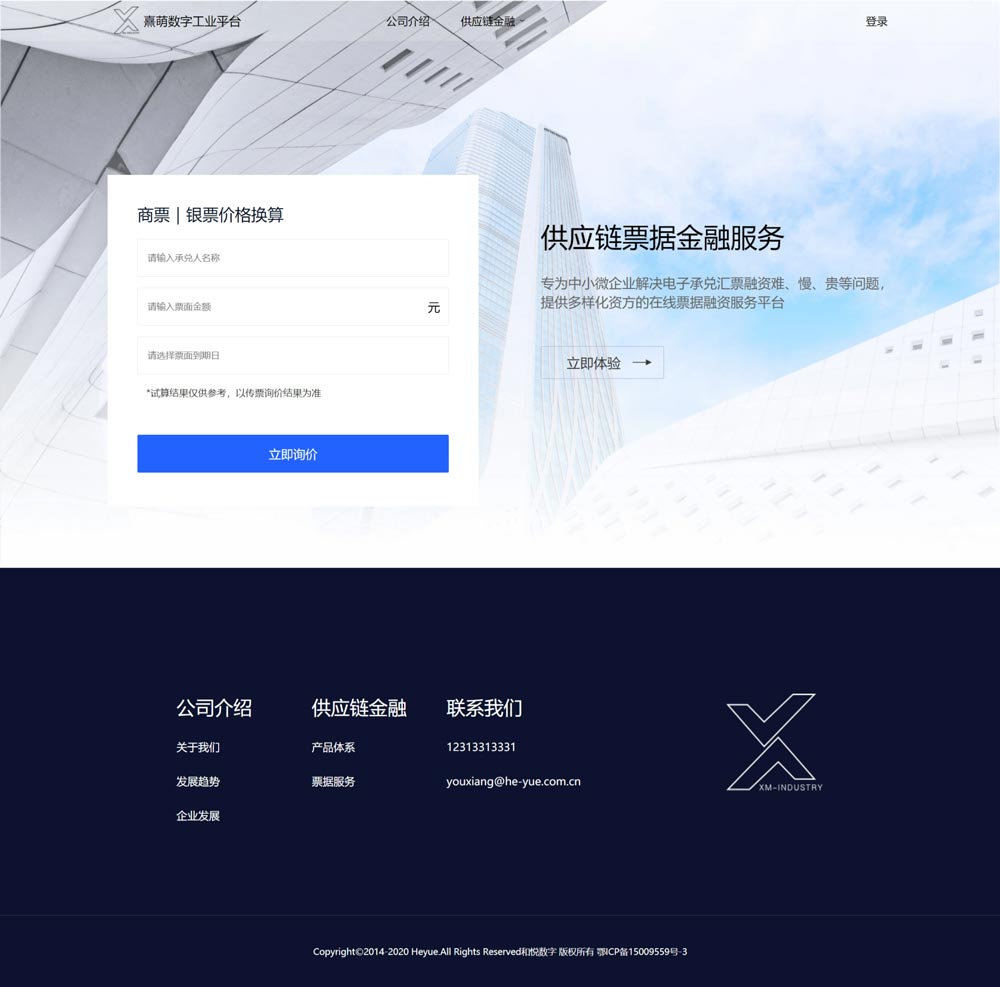 熹萌数字工业平台
公司介绍
供应链金融
登录
商票｜银票价格换算
请输入承兑人名称
请输入票面金额
元
请选择票面到期日
*试算结果仅供参考，以传票询价结果为准
立即询价
供应链票据金融服务
专为中小微企业解决电子承兑汇票融资难、慢、贵等问题，
提供多样化资方的在线票据融资服务平台
立即体验
公司介绍
关于我们
发展趋势
企业发展
供应链金融
产品体系
票据服务
联系我们
12313313331
youxiang@he-yue.com.cn
XM-INDUSTRY
Copyright©2014-2020 Heyue.All Rights Reserved和悦数字 版权所有 鄂ICP备15009559号-3